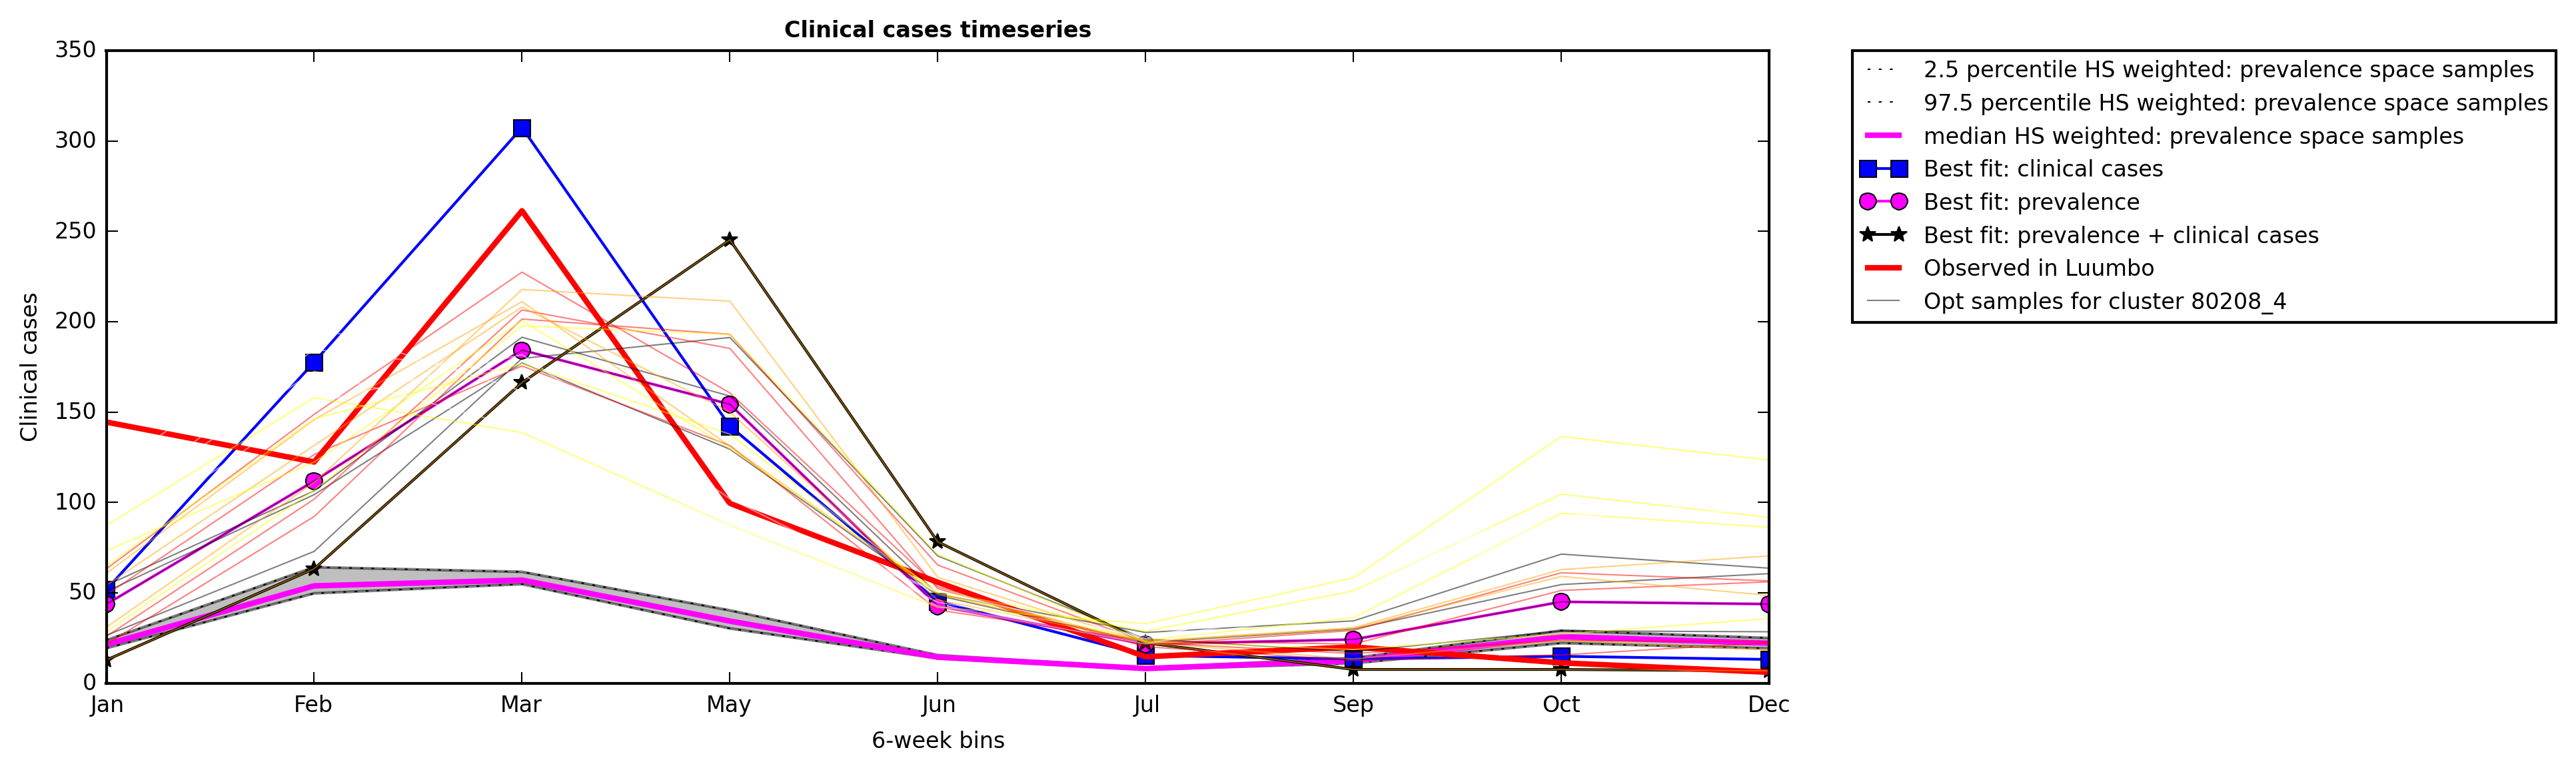 Clinical cases timeseries
350
300
250
200
150
100
50
0
Clinical cases
Jan Feb Mar May Jun Jul Sep Oct Dec
6-week bins
2.5 percentile HS weighted: prevalence space samples
97.5 percentile HS weighted: prevalence space samples
median HS weighted: prevalence space samples
Best fit: clinical cases
Best fit: prevalence
Best fit: prevalence + clinical cases
Observed in Luumbo
Opt samples for cluster 80208_4